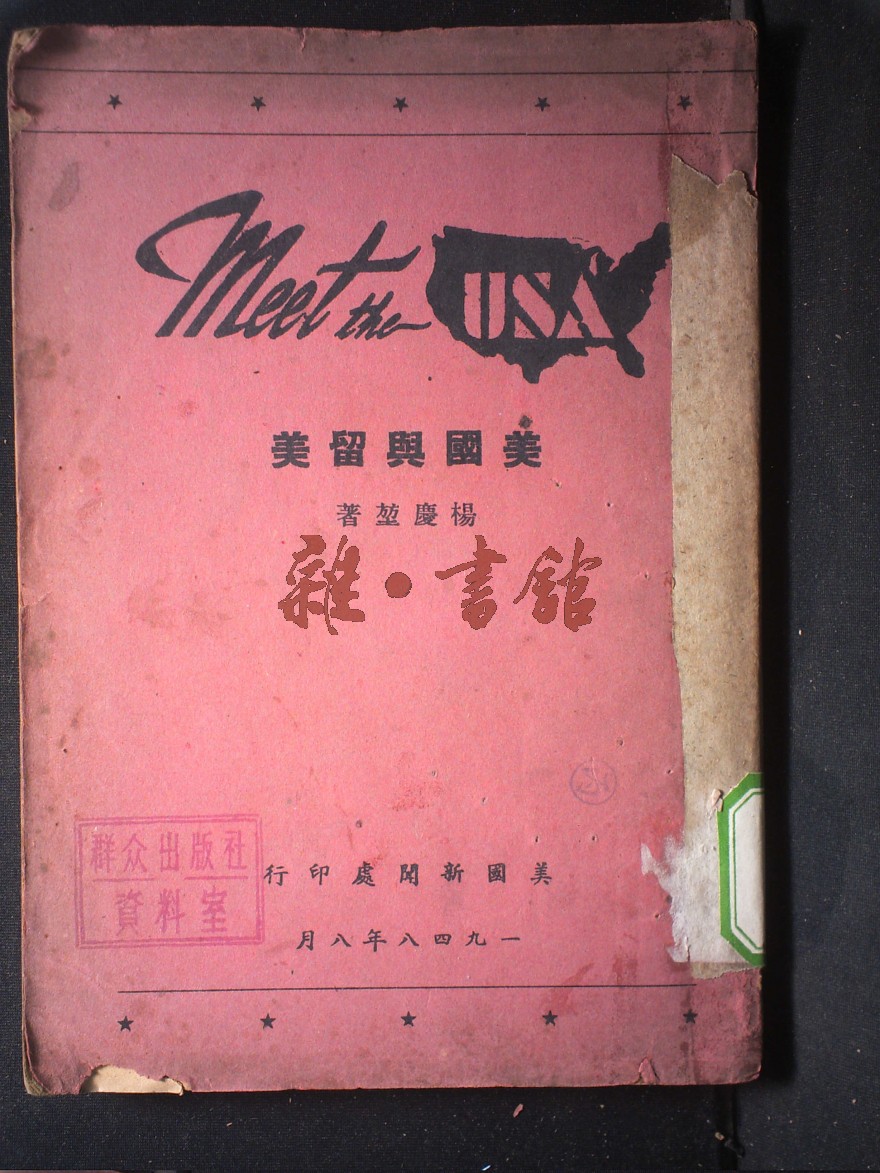 Meet the USA
美國與留美
楊慶堃著
雜·書館
美國新聞處印行
一九四八年八月
群众出版社
資料室